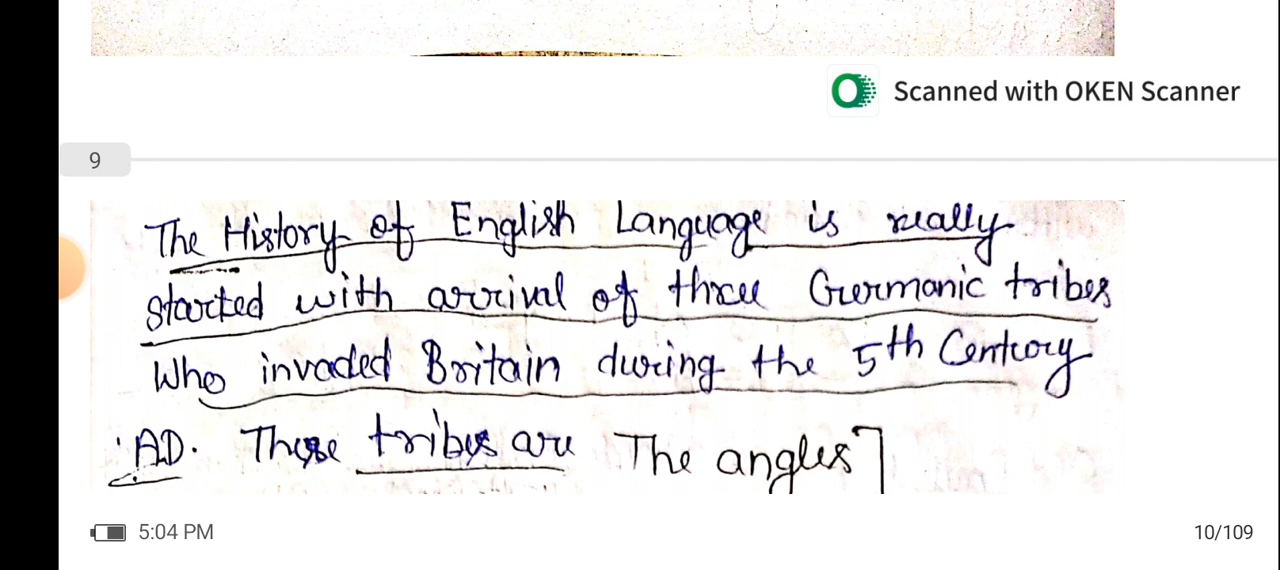 Scanned with OKEN Scanner
9
The History of English Language is really
started with arrival of three Germanic tribes
Who invaded Britain during the 5th Century
AD. These tribes are The angles]
5:04 PM
10/109